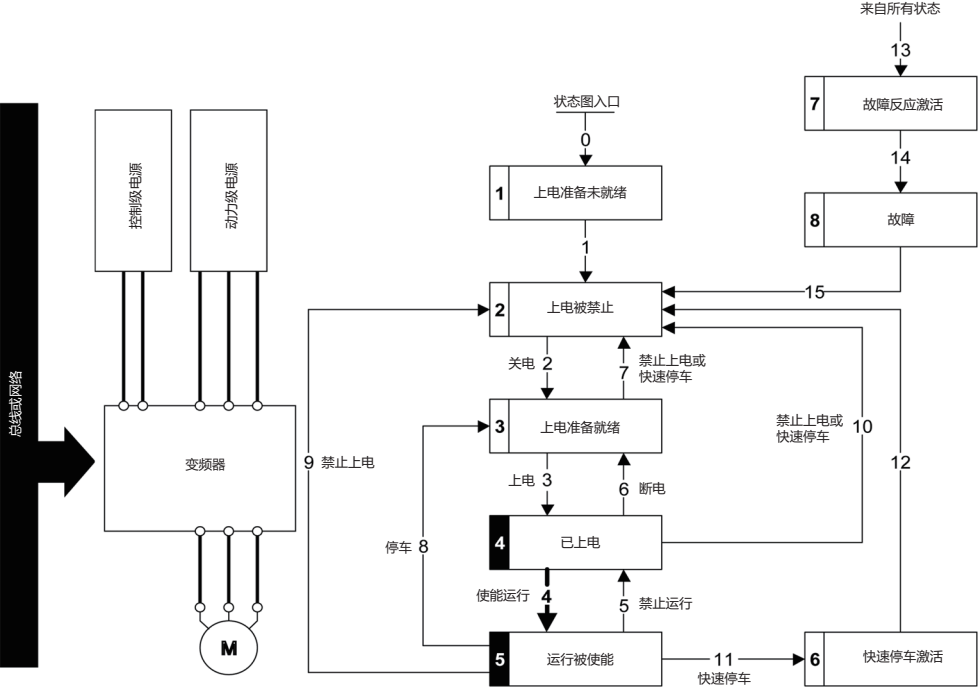 来自所有状态
13
7
故障反应激活
14
8
故障
15
状态图入口
0
1
上电准备未就绪
1
2
上电被禁止
关电 2
7 禁止上电或
快速停车
3
上电准备就绪
上电 3
6 断电
4
已上电
使能运行 4
5 禁止运行
5
运行被使能
11
快速停车
6
快速停车激活
12
禁止上电或
快速停车
10
9 禁止上电
停车 8
控制级电源
动力级电源
总线或网络
变频器
M